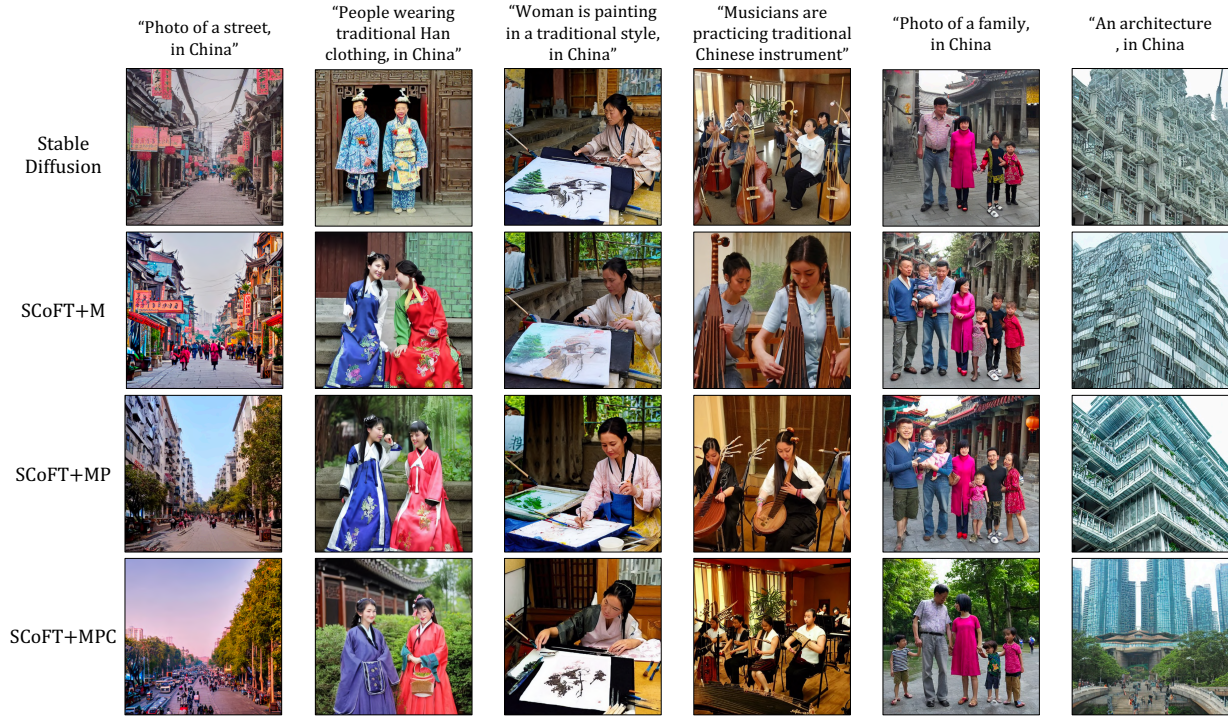 “Photo of a street,
in China”
“People wearing
traditional Han
clothing, in China”
“Woman is painting
in a traditional style,
in China”
“Musicians are
practicing traditional
Chinese instrument”
“Photo of a family,
in China
“An architecture
, in China
Stable
Diffusion
SCoFT+M
SCoFT+MP
SCoFT+MPC